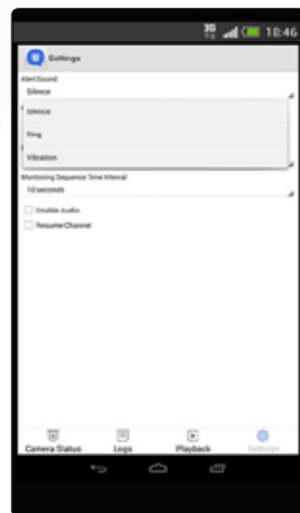 3G 18:46
Settings
Alert Sound
Silence
Silence
Ring
Vibration
Monitoring Sequence Time Interval
10 seconds
Enable Audio
Resume Channel
Camera Status Logs Playback Settings